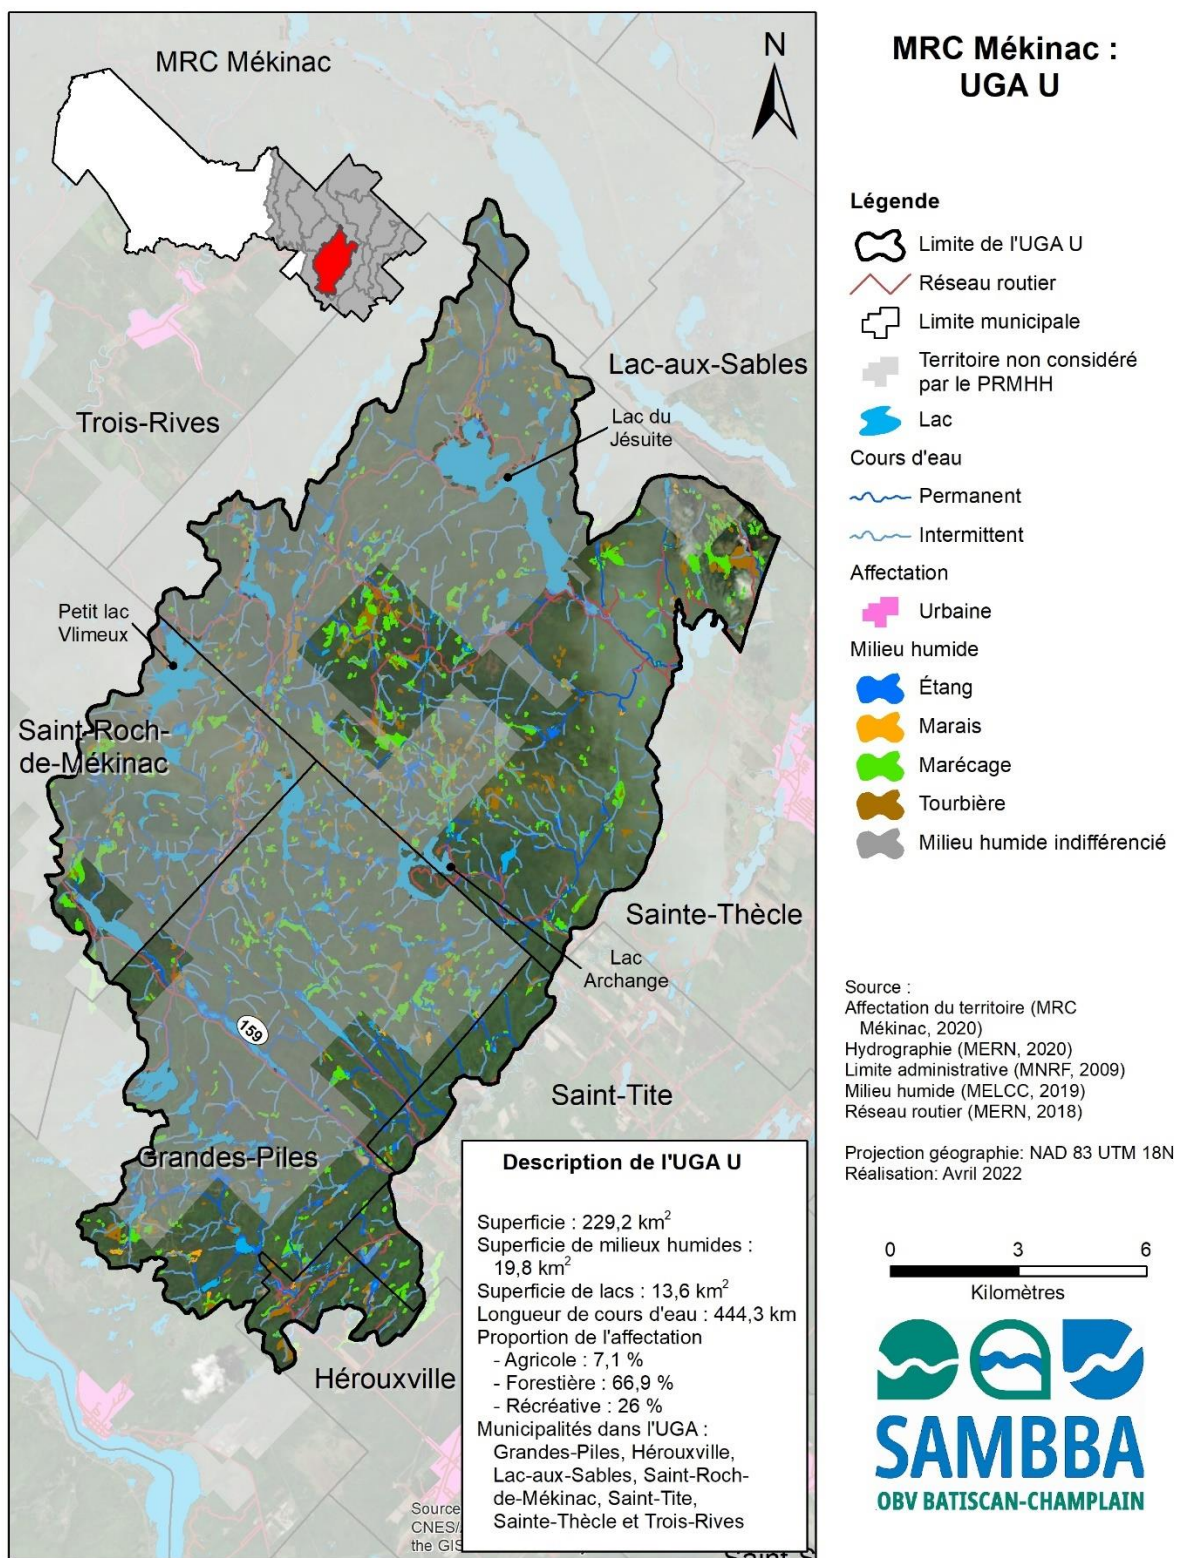 MRC Mékinac
N
Lac-aux-Sables
Trois-Rives
Lac du
Jésuite
Petit lac
Vlimeux
Saint-Roch-
de-Mékinac
Sainte-Thècle
Lac
Archange
159
Saint-Tite
Grandes-Piles
Hérouxville
Description de l'UGA U
Superficie : 229,2 km²
Superficie de milieux humides :
19,8 km²
Superficie de lacs : 13,6 km²
Longueur de cours d'eau : 444,3 km
Proportion de l'affectation
- Agricole : 7,1 %
- Forestière : 66,9 %
- Récréative : 26 %
Municipalités dans l'UGA :
Grandes-Piles, Hérouxville,
Lac-aux-Sables, Saint-Roch-
de-Mékinac, Saint-Tite,
Sainte-Thècle et Trois-Rives
Source
CNES/
the GIS
MRC Mékinac :
UGA U
Légende
Limite de l'UGA U
Réseau routier
Limite municipale
Territoire non considéré
par le PRMHH
Lac
Cours d'eau
Permanent
Intermittent
Affectation
Urbaine
Milieu humide
Étang
Marais
Marécage
Tourbière
Milieu humide indifférencié
Source :
Affectation du territoire (MRC
Mékinac, 2020)
Hydrographie (MERN, 2020)
Limite administrative (MNRF, 2009)
Milieu humide (MELCC, 2019)
Réseau routier (MERN, 2018)
Projection géographie: NAD 83 UTM 18N
Réalisation: Avril 2022
0 3 6
Kilomètres
SAMBBA
OBV BATISCAN-CHAMPLAIN